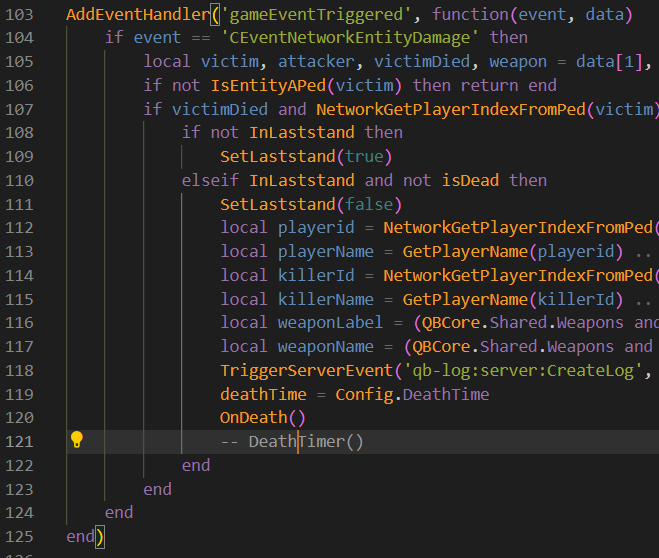 103 AddEventHandler('gameEventTriggered', function(event, data)
104 if event == 'CEventNetworkEntityDamage' then
105 local victim, attacker, victimDied, weapon = data[1],
106 if not IsEntityAPed(victim) then return end
107 if victimDied and NetworkGetPlayerIndexFromPed(victim)
108 if not InLaststand then
109 SetLaststand(true)
110 elseif InLaststand and not isDead then
111 SetLaststand(false)
112 local playerid = NetworkGetPlayerIndexFromPed(
113 local playerName = GetPlayerName(playerid) ..
114 local killerId = NetworkGetPlayerIndexFromPed(
115 local killerName = GetPlayerName(killerId) ..
116 local weaponLabel = (QBCore.Shared.Weapons and
117 local weaponName = (QBCore.Shared.Weapons and
118 TriggerServerEvent('qb-log:server:CreateLog',
119 deathTime = Config.DeathTime
120 OnDeath()
121 -- DeathTimer()
122 end
123 end
124 end
125 end)